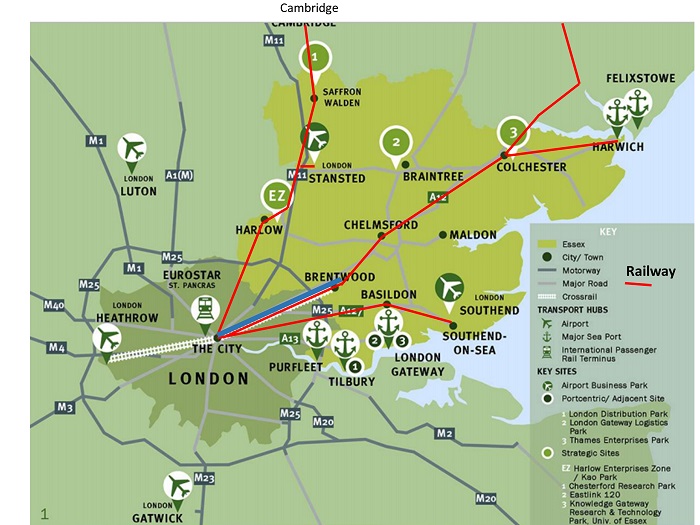 Cambridge
CAMBRIDGE
M11
1
SAFFRON
WALDEN
FELIXSTOWE
M1
A1(M)
LONDON
LUTON
2
3
HARWICH
LONDON
STANSTED
M11
BRAINTREE
COLCHESTER
A12
EZ
HARLOW
CHELMSFORD
MALDON
M25
M1
M25
EUROSTAR
ST. PANCRAS
BRENTWOOD
BASILDON
M40
LONDON
HEATHROW
M25
A127
LONDON
SOUTHEND
M4
THE CITY
A13
2
3
SOUTHEND-
ON-SEA
LONDON
PURFLEET
1
TILBURY
LONDON
GATEWAY
M3
M25
M20
M2
M23
M20
LONDON
GATWICK
1
KEY
Essex
City/ Town
Motorway
Major Road
Crossrail
Railway
TRANSPORT HUBS
Airport
Major Sea Port
International Passenger
Rail Terminus
KEY SITES
Airport Business Park
Portcentric/ Adjacent Site
1 London Distribution Park
2 London Gateway Logistics
Park
3 Thames Enterprises Park
Strategic Sites
EZ Harlow Enterprises Zone
/ Kao Park
1 Chesterford Research Park
2 Eastlink 120
3 Knowledge Gateway
Research & Technology
Park, Univ. of Essex